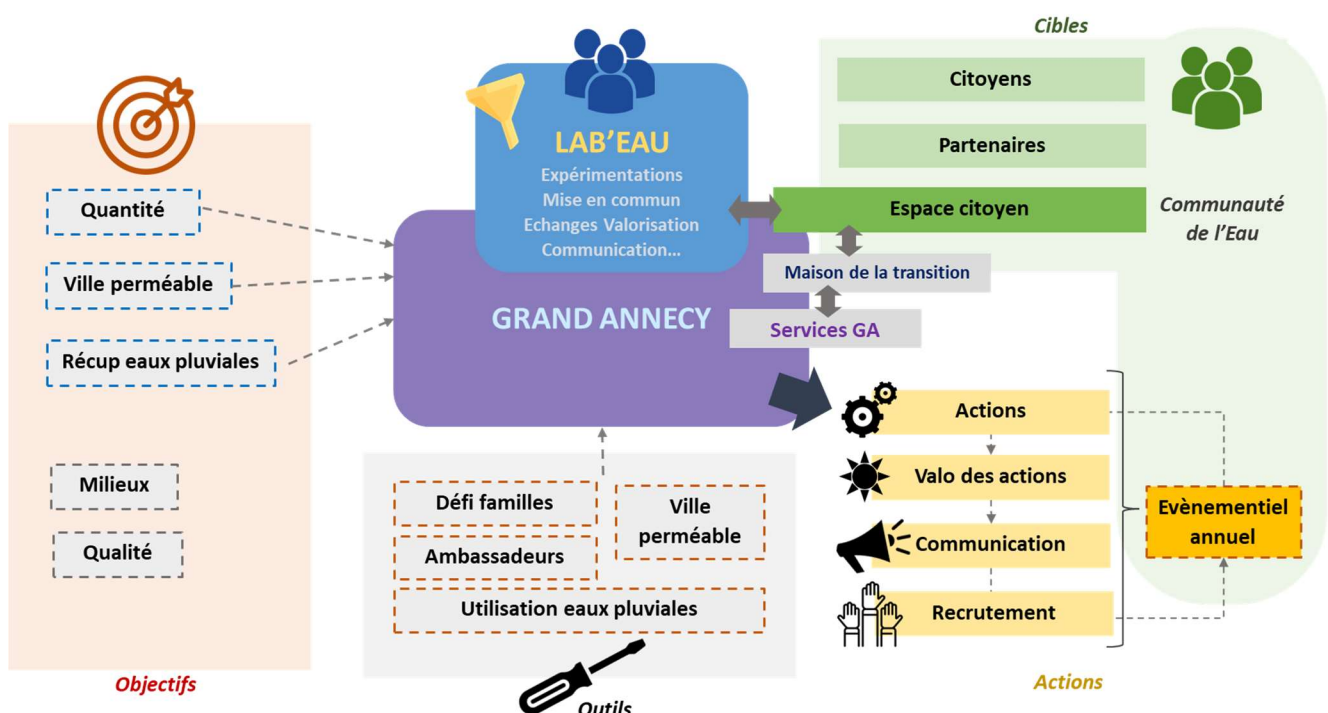 Cibles
Citoyens
Partenaires
Espace citoyen
Communauté
de l'Eau
LAB'EAU
Expérimentations
Mise en commun
Echanges Valorisation
Communication...
GRAND ANNECY
Maison de la transition
Services GA
Quantité
Ville perméable
Récup eaux pluviales
Milieux
Qualité
Objectifs
Défi familles
Ambassadeurs
Ville
perméable
Utilisation eaux pluviales
Outils
Actions
Valo des actions
Communication
Recrutement
Evènementiel
annuel
Actions